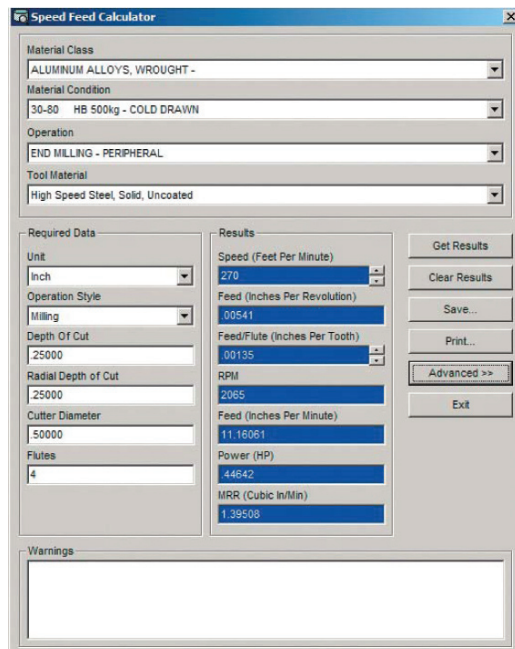 Speed Feed Calculator
Material Class
ALUMINUM ALLOYS, WROUGHT -
Material Condition
30-80 HB 500kg - COLD DRAWN
Operation
END MILLING - PERIPHERAL
Tool Material
High Speed Steel, Solid, Uncoated
Required Data
Unit
Inch
Operation Style
Milling
Depth Of Cut
.25000
Radial Depth of Cut
.25000
Cutter Diameter
.50000
Flutes
4
Results
Speed (Feet Per Minute)
270
Feed (Inches Per Revolution)
.00541
Feed/Flute (Inches Per Tooth)
.00135
RPM
2065
Feed (Inches Per Minute)
11.16061
Power (HP)
.44642
MRR (Cubic In/Min)
1.39508
Get Results
Clear Results
Save...
Print...
Advanced >>
Exit
Warnings